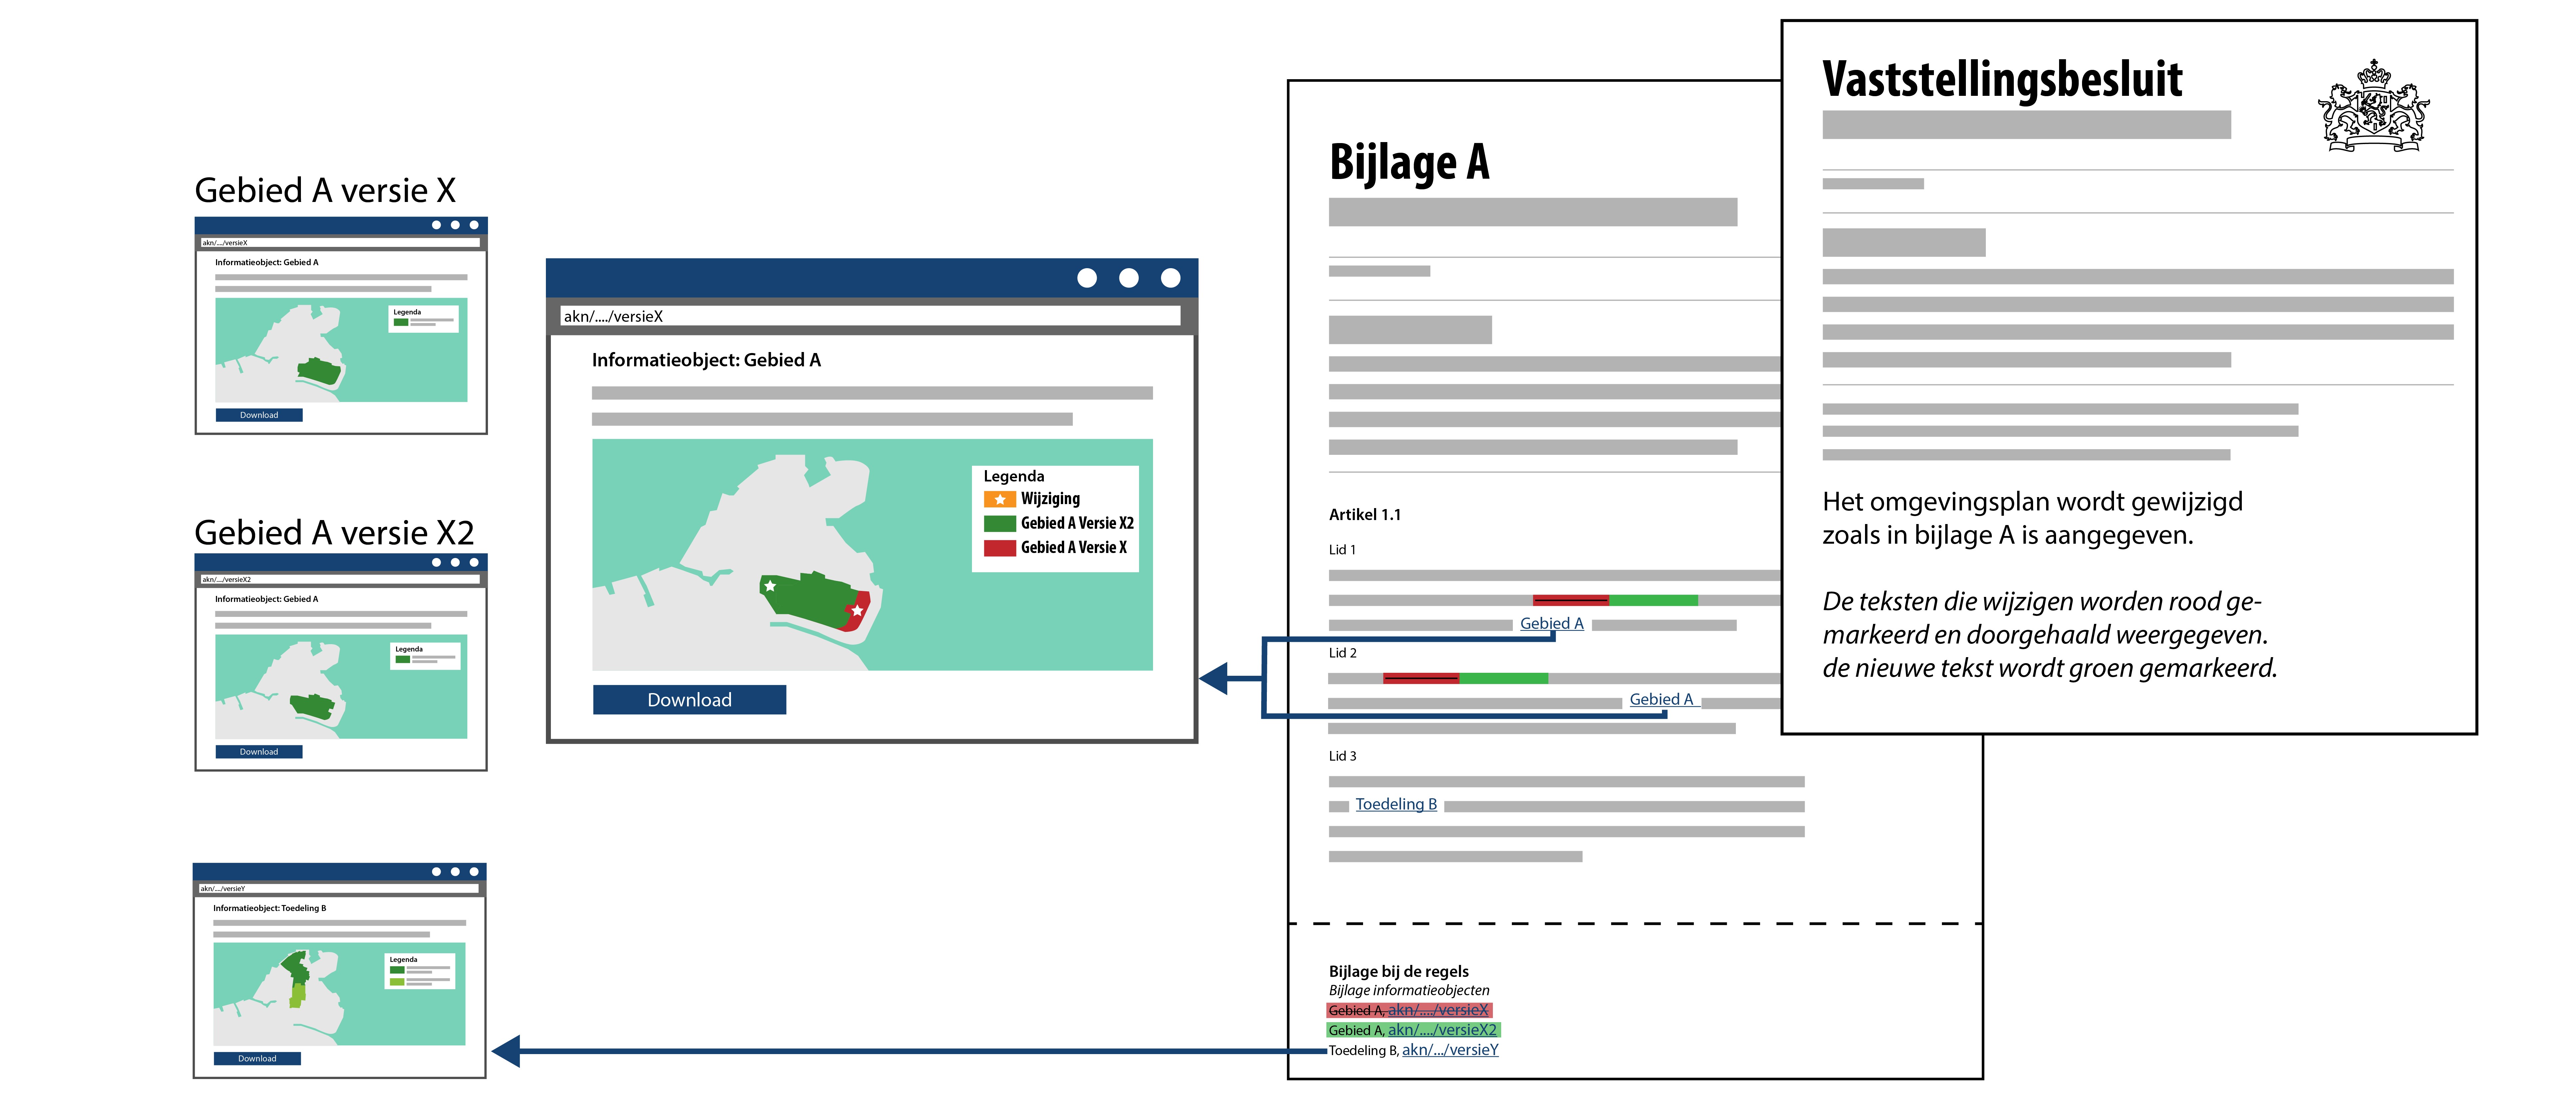 Gebied A versie X
akn/..../versieX
Informatieobject: Gebied A
Legenda
Download
Gebied A versie X2
akn/..../versieX2
Informatieobject: Gebied A
Legenda
Download
akn/..../versieY
Informatieobject: Toedeling B
Legenda
Download
akn/..../versieX
Informatieobject: Gebied A
Legenda
Wijziging
Gebied A Versie X2
Gebied A Versie X
Download
Bijlage A
Artikel 1.1
Lid 1
Gebied A
Lid 2
Gebied A
Lid 3
Toedeling B
Bijlage bij de regels
Bijlage informatieobjecten
Gebied A, akn/..../versieX
Gebied A, akn/..../versieX2
Toedeling B, akn/.../versieY
Vaststellingsbesluit
Het omgevingsplan wordt gewijzigd
zoals in bijlage A is aangegeven.
De teksten die wijzigen worden rood ge-
markeerd en doorgehaald weergegeven.
de nieuwe tekst wordt groen gemarkeerd.